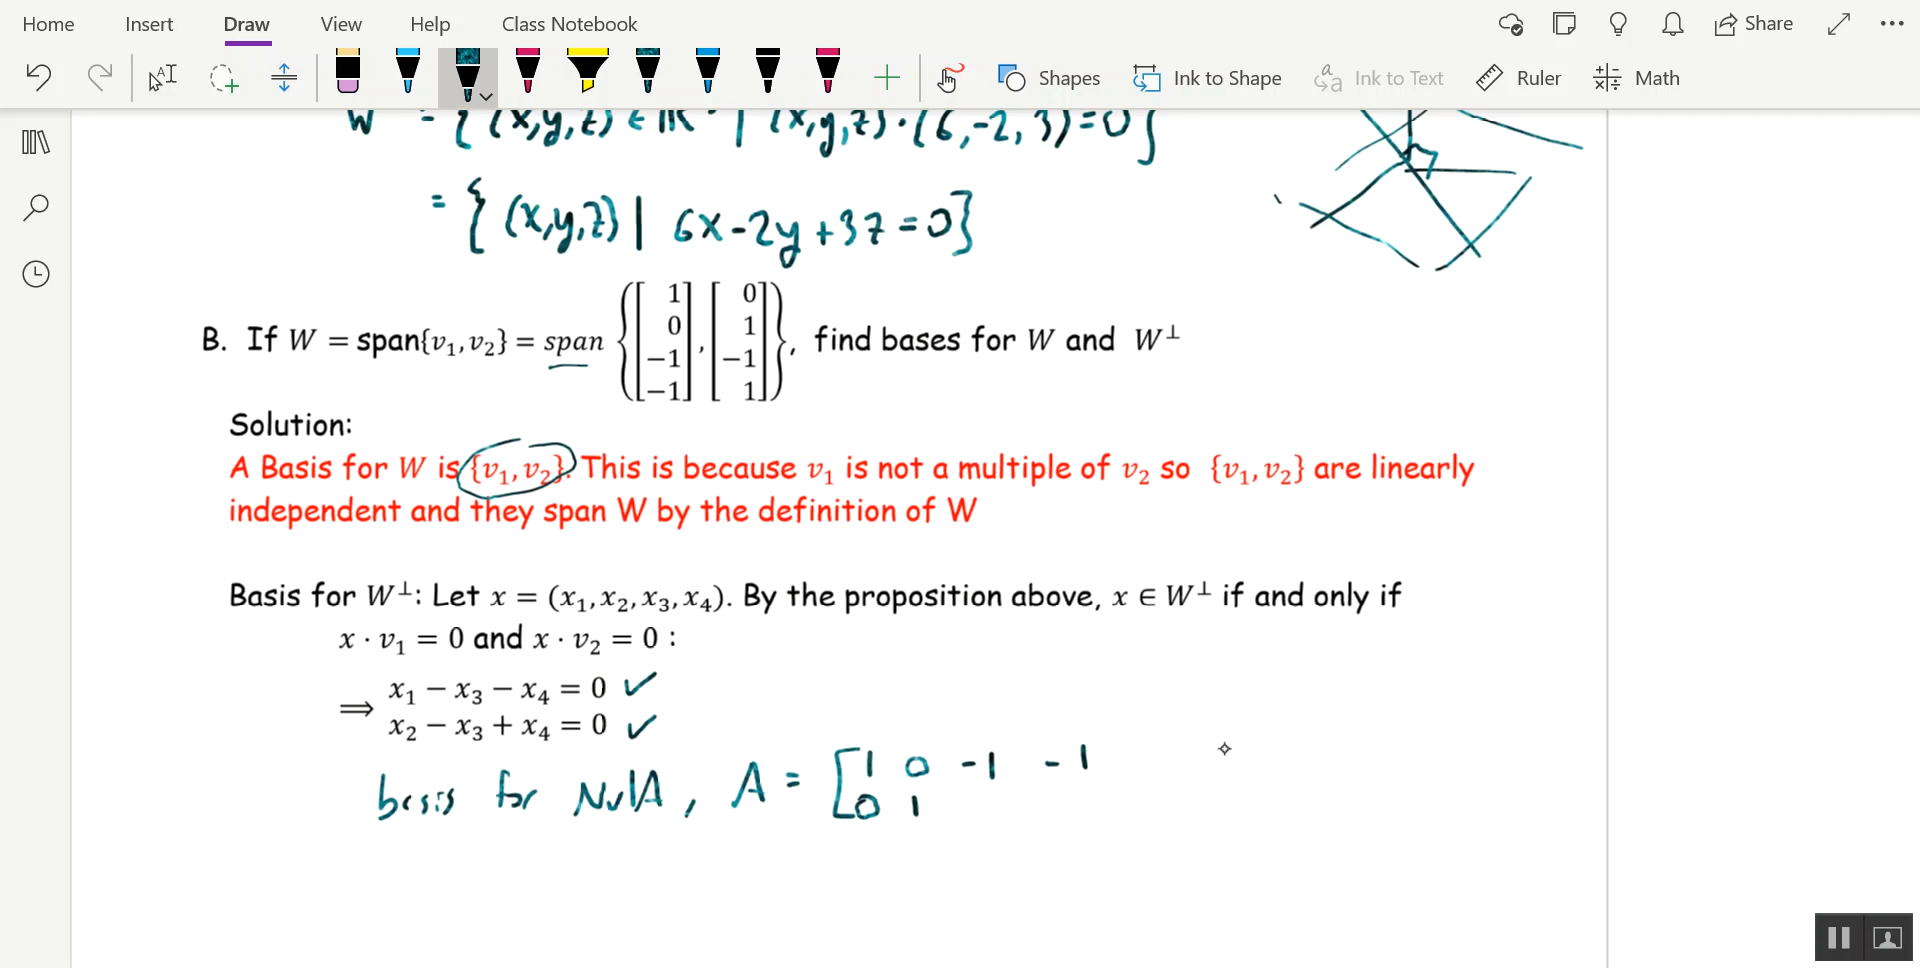 Home Insert Draw View Help Class Notebook Share
Shapes Ink to Shape Ink to Text Ruler Math
W = { (x,y,z) ∈ IR | (x,y,z)·(6,-2,3)=0}
= { (x,y,z) | 6x-2y+3z=0}
B. If W = span{v₁, v₂} = span {[1 0 −1 −1], [0 1 −1 1]}, find bases for W and W⊥
Solution:
A Basis for W is {v₁, v₂}. This is because v₁ is not a multiple of v₂ so {v₁, v₂} are linearly
independent and they span W by the definition of W
Basis for W⊥: Let x = (x₁, x₂, x₃, x₄). By the proposition above, x ∈ W⊥ if and only if
x · v₁ = 0 and x · v₂ = 0 :
⟹ x₁ − x₃ − x₄ = 0 ✓
x₂ − x₃ + x₄ = 0 ✓
basis for NulA, A = [1 0 -1 -1
0 1